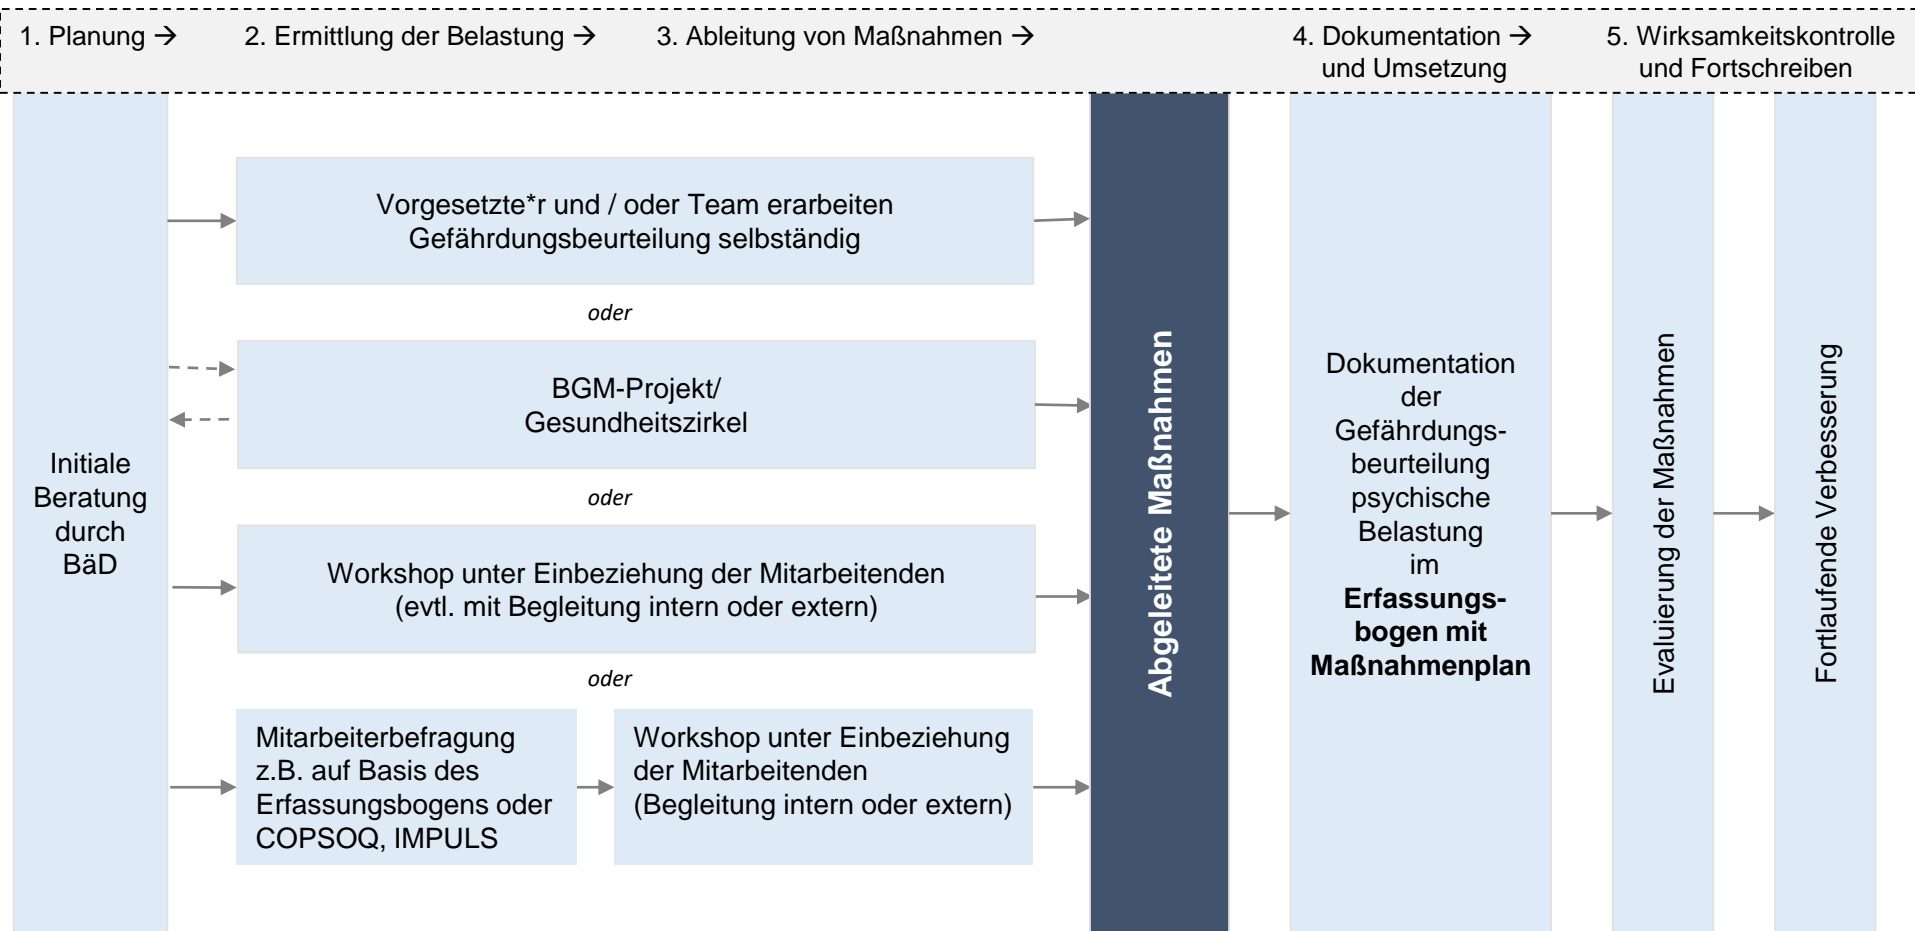 1. Planung →
2. Ermittlung der Belastung →
3. Ableitung von Maßnahmen →
4. Dokumentation →
und Umsetzung
5. Wirksamkeitskontrolle
und Fortschreiben
Initiale
Beratung
durch
BäD
Vorgesetzte*r und / oder Team erarbeiten
Gefährdungsbeurteilung selbständig
oder
BGM-Projekt/
Gesundheitszirkel
oder
Workshop unter Einbeziehung der Mitarbeitenden
(evtl. mit Begleitung intern oder extern)
oder
Mitarbeiterbefragung
z.B. auf Basis des
Erfassungsbogens oder
COPSOQ, IMPULS
Workshop unter Einbeziehung
der Mitarbeitenden
(Begleitung intern oder extern)
Abgeleitete Maßnahmen
Dokumentation
der
Gefährdungs-
beurteilung
psychische
Belastung
im
Erfassungs-
bogen mit
Maßnahmenplan
Evaluierung der Maßnahmen
Fortlaufende Verbesserung